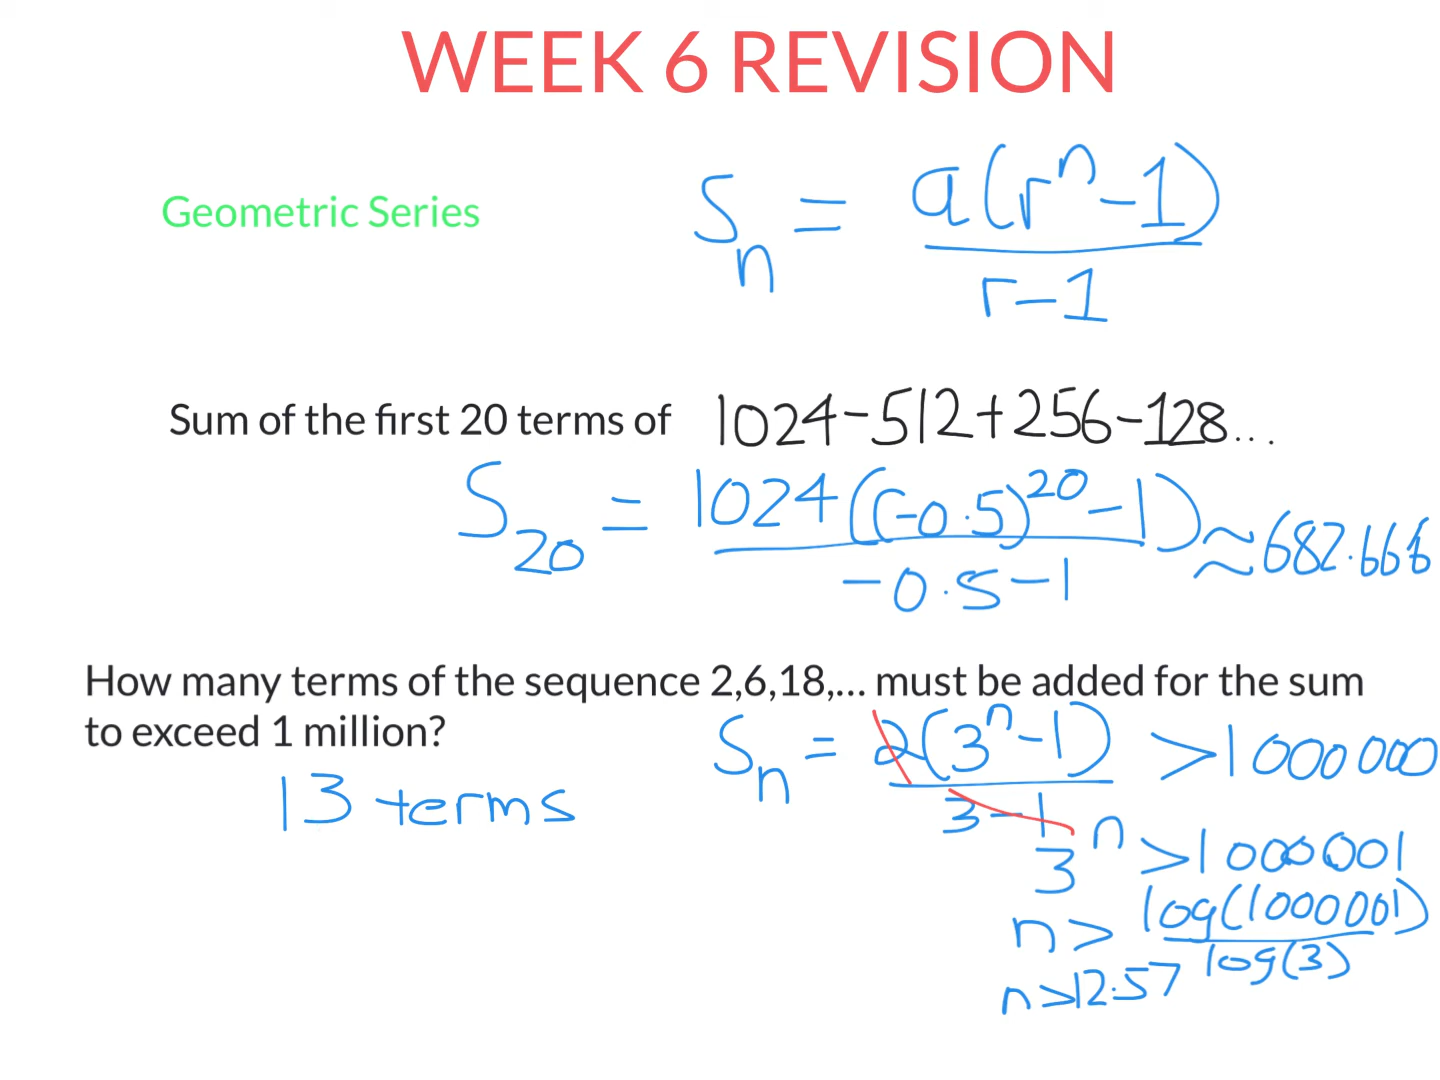 WEEK 6 REVISION
Geometric Series
S_n = a(r^n - 1) / r - 1
Sum of the first 20 terms of 1024 - 512 + 256 - 128...
S_20 = 1024((-0.5)^20 - 1) / -0.5 - 1 ≈ 682.666
How many terms of the sequence 2,6,18,... must be added for the sum
to exceed 1 million?
S_n = 2(3^n - 1) / 3 - 1 > 1000000
13 terms
3^n > 1000001
n > log(1000001) / log(3)
n > 12.57